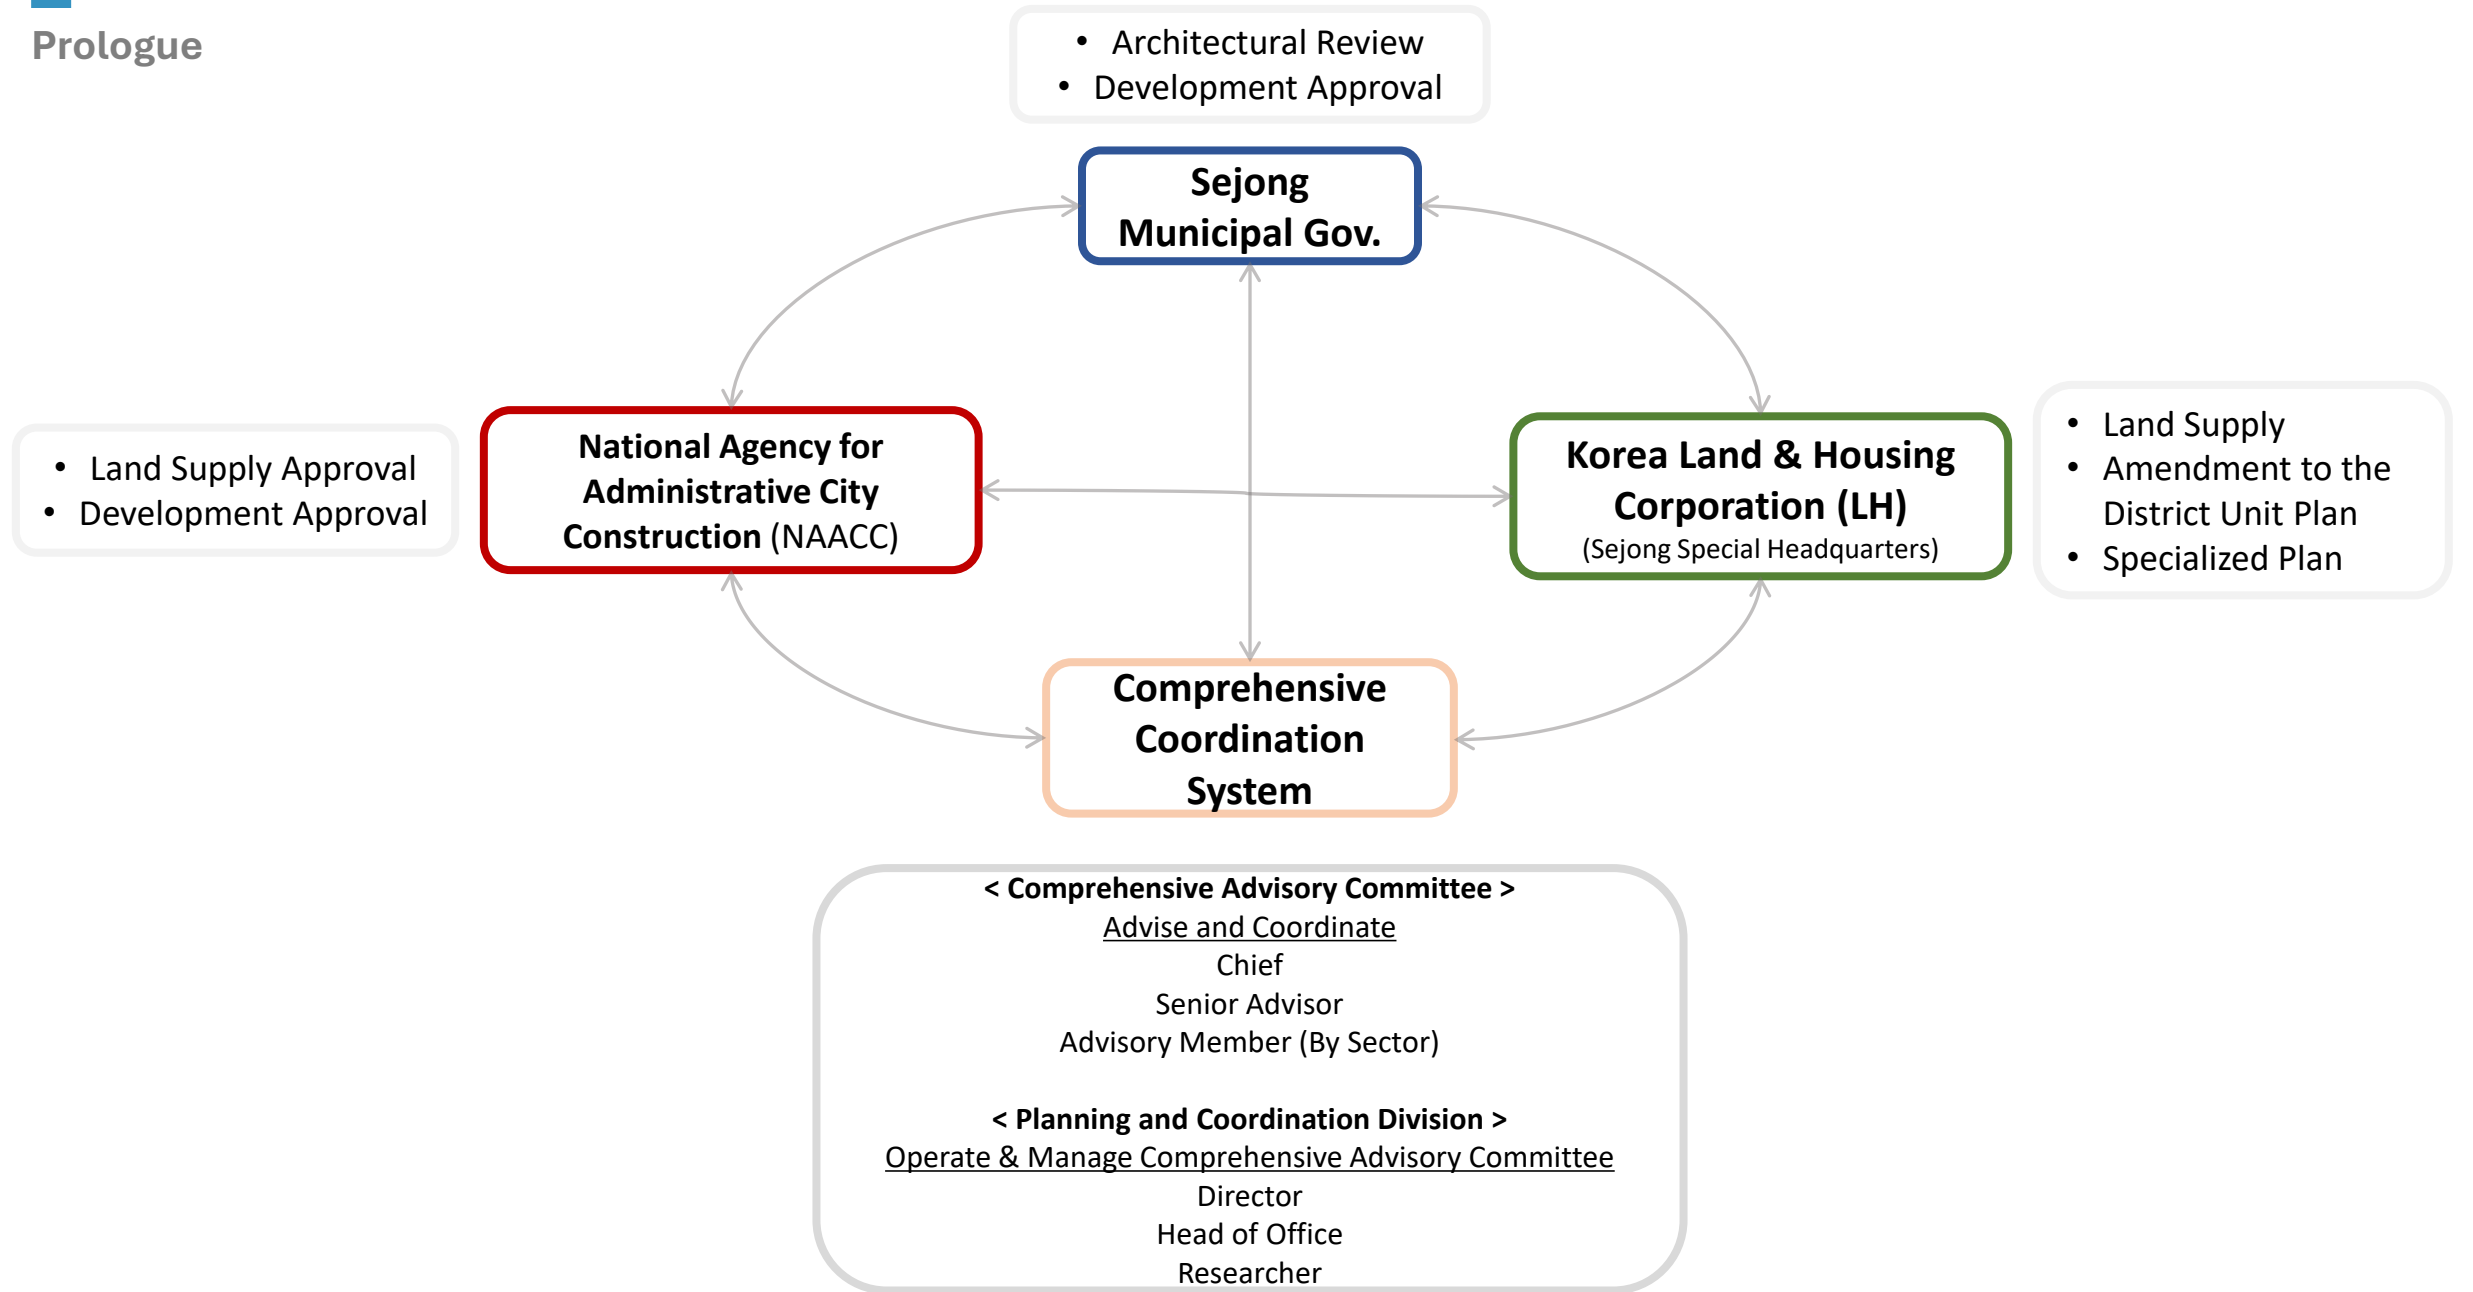 Prologue
• Architectural Review
• Development Approval
Sejong
Municipal Gov.
• Land Supply Approval
• Development Approval
National Agency for
Administrative City
Construction (NAACC)
Korea Land & Housing
Corporation (LH)
(Sejong Special Headquarters)
• Land Supply
• Amendment to the
District Unit Plan
• Specialized Plan
Comprehensive
Coordination
System
< Comprehensive Advisory Committee >
Advise and Coordinate
Chief
Senior Advisor
Advisory Member (By Sector)
< Planning and Coordination Division >
Operate & Manage Comprehensive Advisory Committee
Director
Head of Office
Researcher